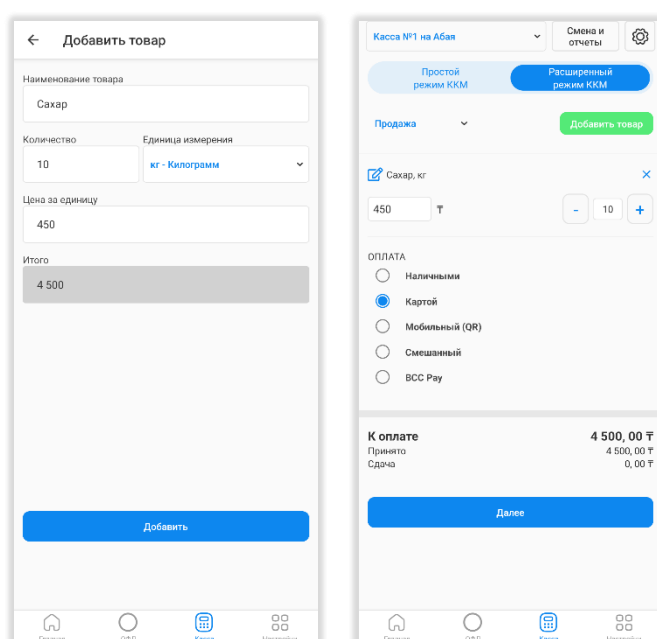 Добавить товар
Наименование товара
Сахар
Количество
Единица измерения
10
кг - Килограмм
Цена за единицу
450
Итого
4 500
Добавить
Касса №1 на Абая
Смена и
отчеты
Простой
режим ККМ
Расширенный
режим ККМ
Продажа
Добавить товар
Сахар, кг
450
₸
-
10
+
ОПЛАТА
Наличными
Картой
Мобильный (QR)
Смешанный
BCC Pay
К оплате
4 500, 00 ₸
Принято
4 500, 00 ₸
Сдача
0, 00 ₸
Далее